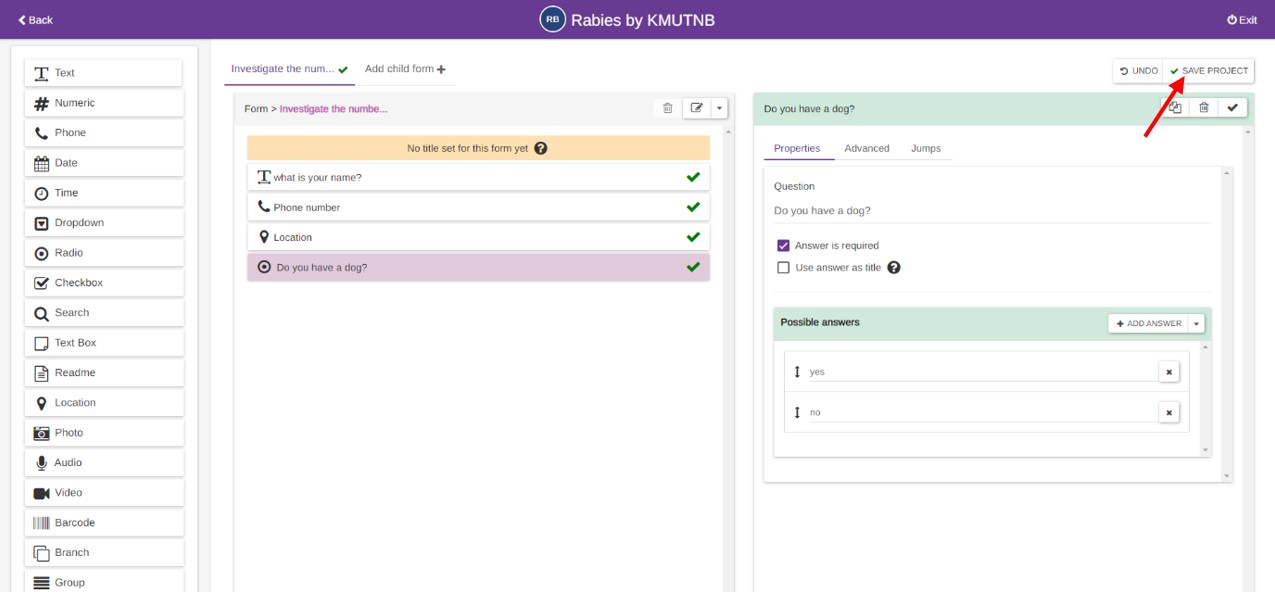 Back
RB Rabies by KMUTNB
Exit
Investigate the num...
Add child form
UNDO
SAVE PROJECT
Text
Numeric
Phone
Date
Time
Dropdown
Radio
Checkbox
Search
Text Box
Readme
Location
Photo
Audio
Video
Barcode
Branch
Group
Form > Investigate the numbe...
No title set for this form yet
what is your name?
Phone number
Location
Do you have a dog?
Do you have a dog?
Properties
Advanced
Jumps
Question
Do you have a dog?
Answer is required
Use answer as title
Possible answers
ADD ANSWER
yes
no